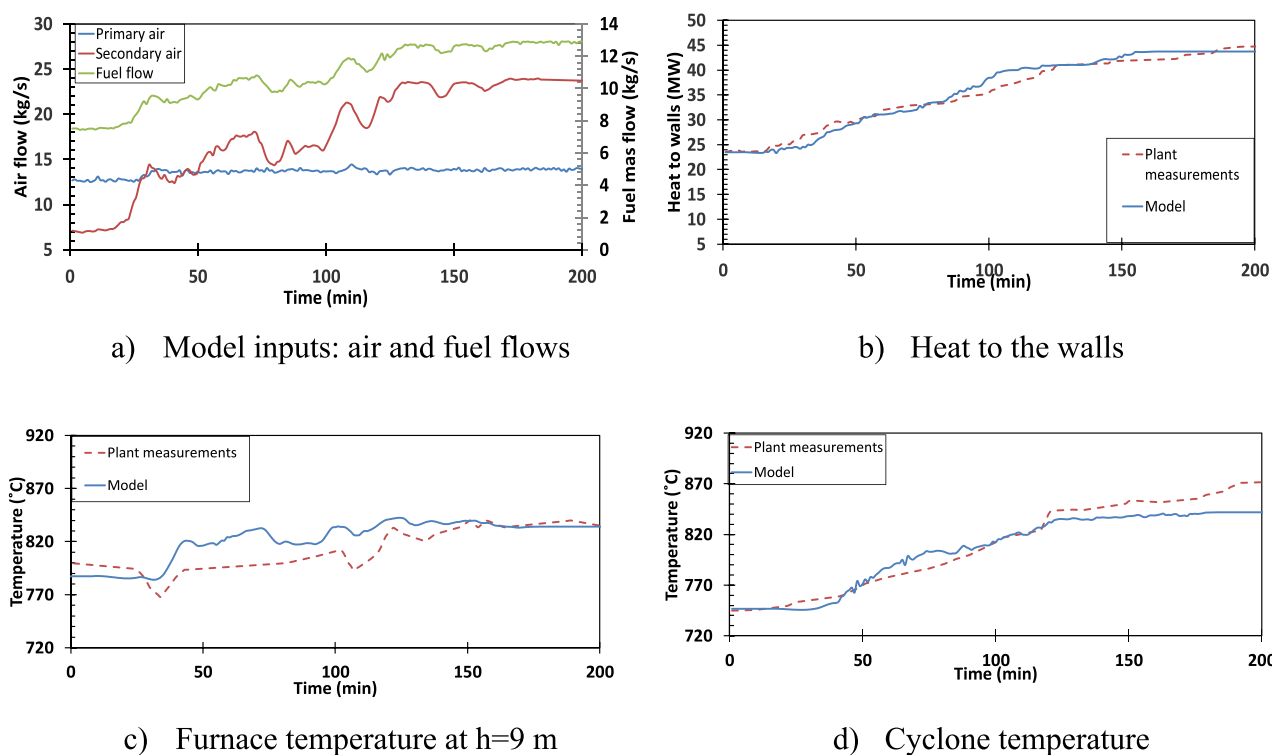 30
25
20
15
10
5
Air flow (kg/s)
Primary air
Secondary air
Fuel flow
14
12
10
8
6
4
2
0
Fuel mas flow (kg/s)
0 50 100 150 200
Time (min)
a) Model inputs: air and fuel flows
50
45
40
35
30
25
20
15
10
5
Heat to walls (MW)
Plant
measurements
Model
0 50 100 150 200
Time (min)
b) Heat to the walls
920
870
820
770
720
Temperature (˚C)
Plant measurements
Model
0 50 100 150 200
Time (min)
c) Furnace temperature at h=9 m
920
870
820
770
720
Temperature (˚C)
Plant measurements
Model
0 50 100 150 200
Time (min)
d) Cyclone temperature